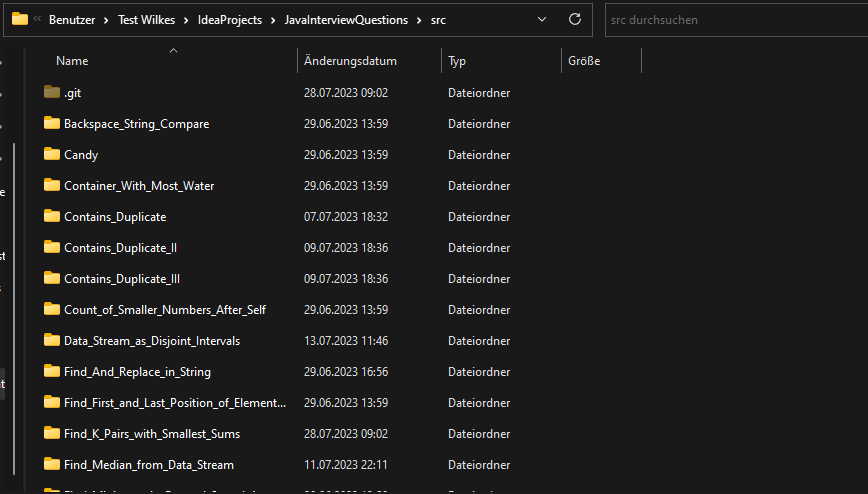 Benutzer Test Wilkes IdeaProjects JavaInterviewQuestions src src durchsuchen
Name Änderungsdatum Typ Größe
.git 28.07.2023 09:02 Dateiordner
Backspace_String_Compare 29.06.2023 13:59 Dateiordner
Candy 29.06.2023 13:59 Dateiordner
Container_With_Most_Water 29.06.2023 13:59 Dateiordner
Contains_Duplicate 07.07.2023 18:32 Dateiordner
Contains_Duplicate_II 09.07.2023 18:36 Dateiordner
Contains_Duplicate_III 09.07.2023 18:36 Dateiordner
Count_of_Smaller_Numbers_After_Self 29.06.2023 13:59 Dateiordner
Data_Stream_as_Disjoint_Intervals 13.07.2023 11:46 Dateiordner
Find_And_Replace_in_String 29.06.2023 16:56 Dateiordner
Find_First_and_Last_Position_of_Element... 29.06.2023 13:59 Dateiordner
Find_K_Pairs_with_Smallest_Sums 28.07.2023 09:02 Dateiordner
Find_Median_from_Data_Stream 11.07.2023 22:11 Dateiordner